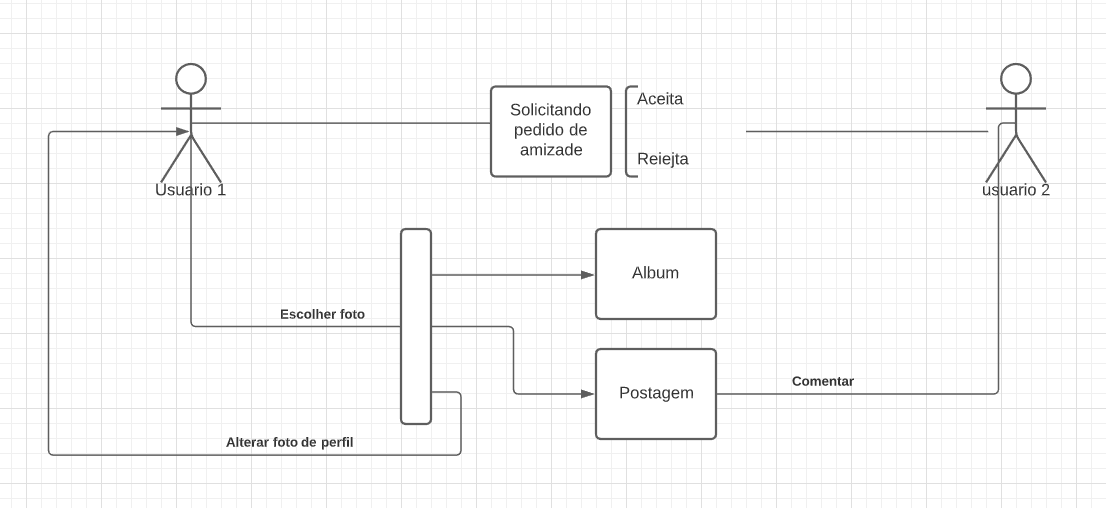 Solicitando
pedido de
amizade
Aceita
Reiejta
Usuario 1
usuario 2
Album
Escolher foto
Postagem
Comentar
Alterar foto de perfil